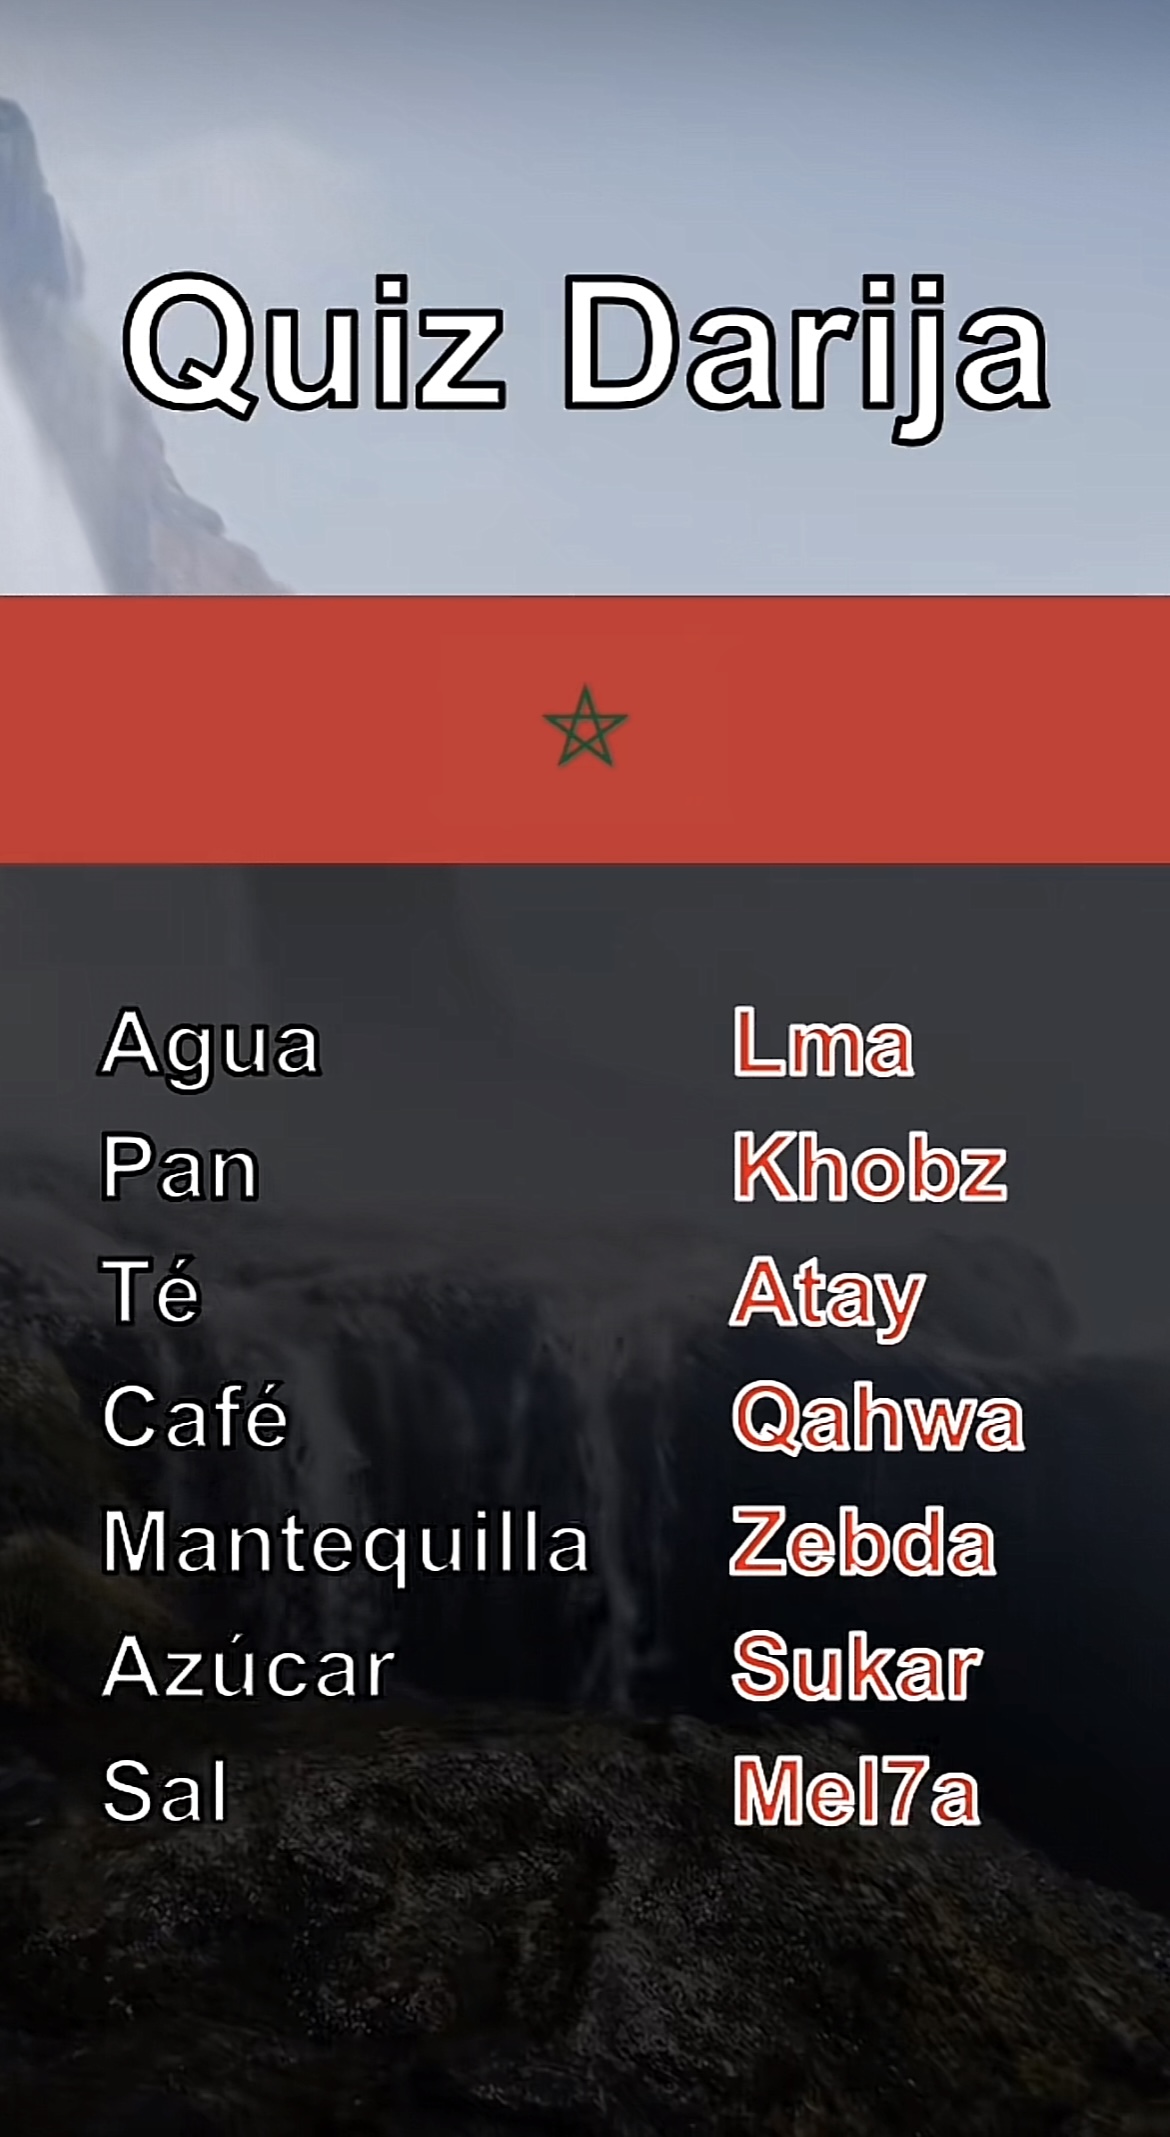 Quiz Darija
Agua Lma
Pan Khobz
Té Atay
Café Qahwa
Mantequilla Zebda
Azúcar Sukar
Sal Mel7a